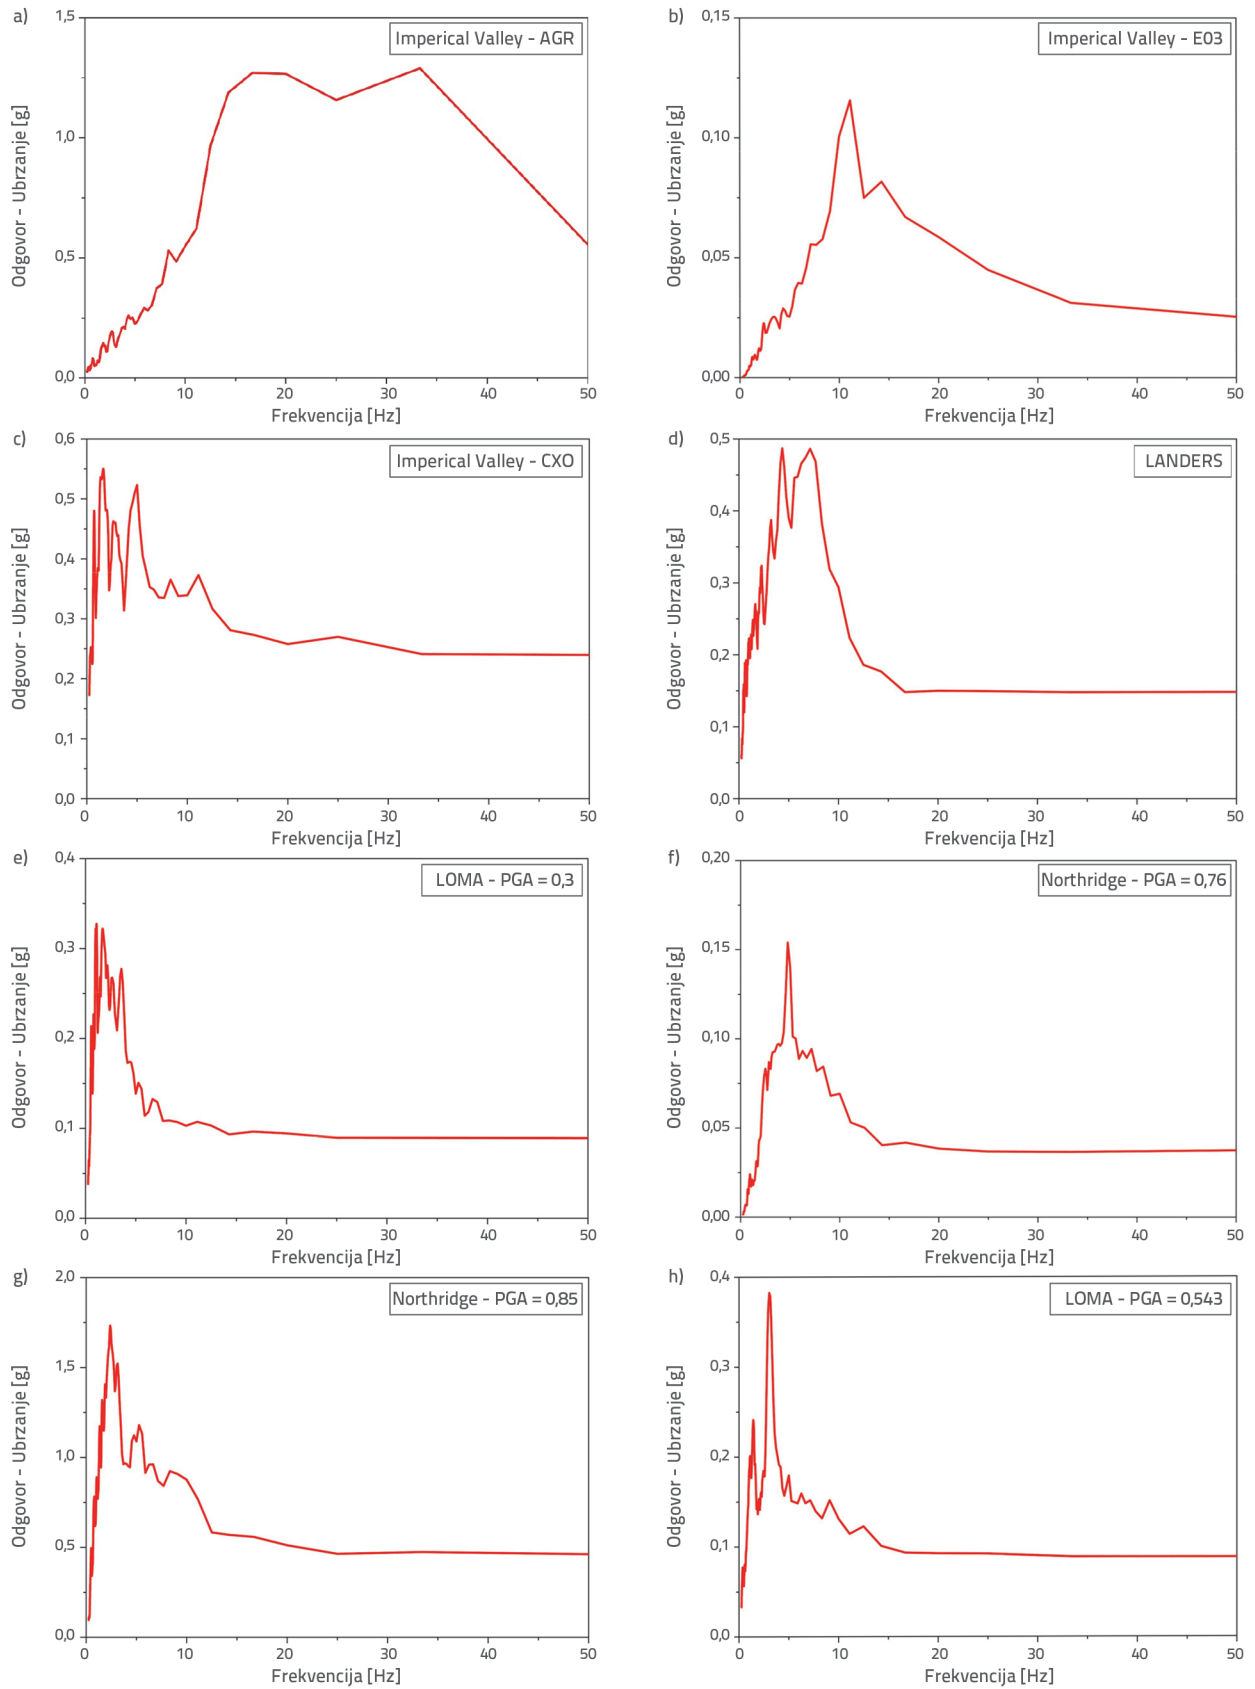 a)
Imperical Valley - AGR
Odgovor - Ubrzanje [g]
1,5
1,0
0,5
0,0
0 10 20 30 40 50
Frekvencija [Hz]
b)
Imperical Valley - E03
Odgovor - Ubrzanje [g]
0,15
0,10
0,05
0,00
0 10 20 30 40 50
Frekvencija [Hz]
c)
Imperical Valley - CXO
Odgovor - Ubrzanje [g]
0,6
0,5
0,4
0,3
0,2
0,1
0,0
0 10 20 30 40 50
Frekvencija [Hz]
d)
LANDERS
Odgovor - Ubrzanje [g]
0,5
0,4
0,3
0,2
0,1
0,0
0 10 20 30 40 50
Frekvencija [Hz]
e)
LOMA - PGA = 0,3
Odgovor - Ubrzanje [g]
0,4
0,3
0,2
0,1
0,0
0 10 20 30 40 50
Frekvencija [Hz]
f)
Northridge - PGA = 0,76
Odgovor - Ubrzanje [g]
0,20
0,15
0,10
0,05
0,00
0 10 20 30 40 50
Frekvencija [Hz]
g)
Northridge - PGA = 0,85
Odgovor - Ubrzanje [g]
2,0
1,5
1,0
0,5
0,0
0 10 20 30 40 50
Frekvencija [Hz]
h)
LOMA - PGA = 0,543
Odgovor - Ubrzanje [g]
0,4
0,3
0,2
0,1
0,0
0 10 20 30 40 50
Frekvencija [Hz]